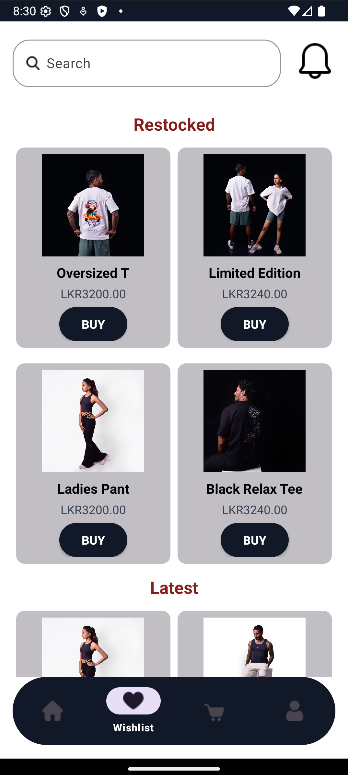 8:30
Search
Restocked
Oversized T
Limited Edition
LKR3200.00
LKR3240.00
BUY
BUY
Ladies Pant
Black Relax Tee
LKR3200.00
LKR3240.00
BUY
BUY
Latest
Wishlist